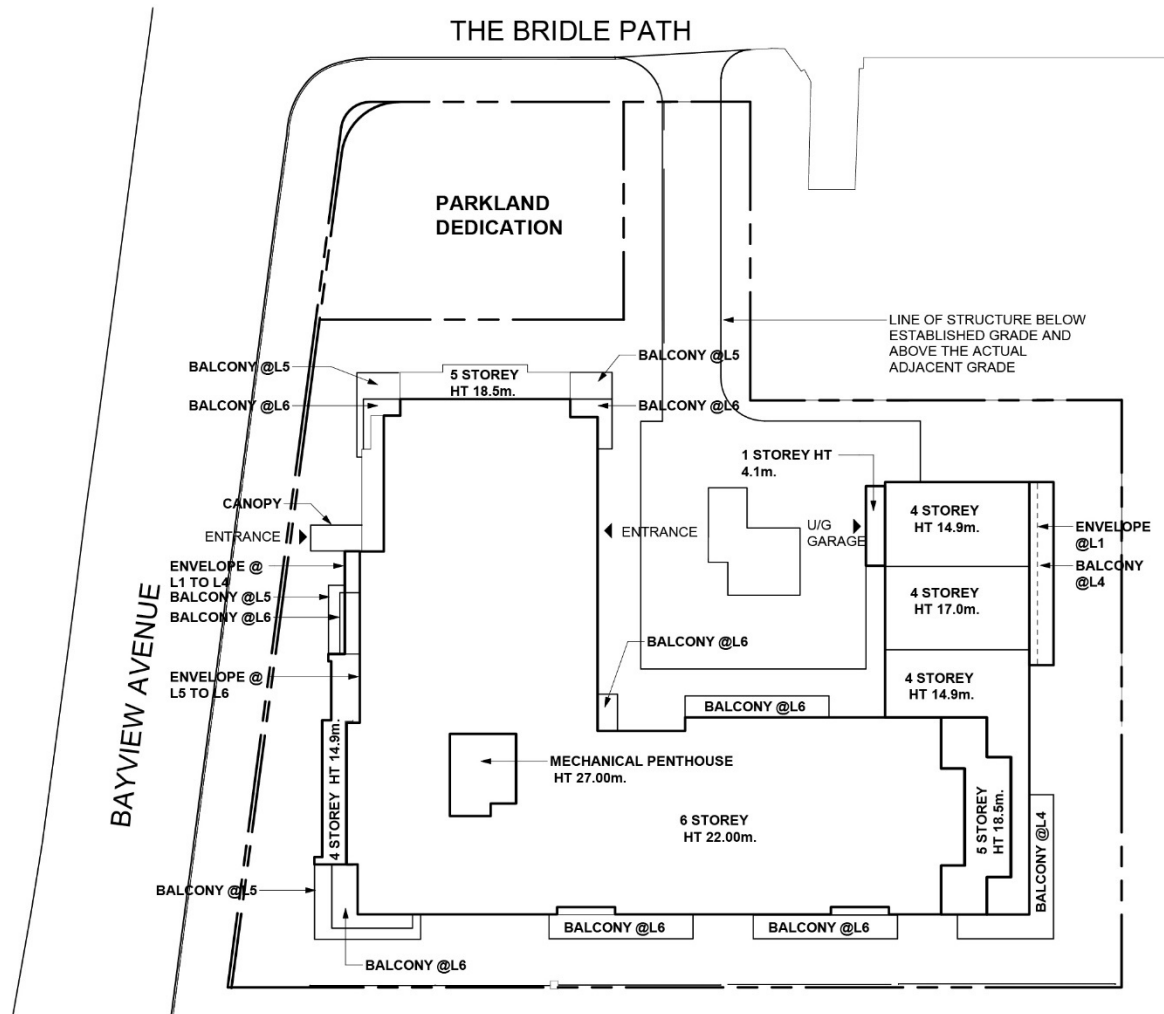 THE BRIDLE PATH
PARKLAND
DEDICATION
LINE OF STRUCTURE BELOW
ESTABLISHED GRADE AND
ABOVE THE ACTUAL
ADJACENT GRADE
BALCONY @L5
5 STOREY
HT 18.5m.
BALCONY @L5
BALCONY @L6
BALCONY @L6
1 STOREY HT
4.1m.
CANOPY
ENTRANCE
ENTRANCE
U/G
GARAGE
4 STOREY
HT 14.9m.
ENVELOPE
@L1
BALCONY
@L4
ENVELOPE @
L1 TO L4
BALCONY @L5
BALCONY @L6
4 STOREY
HT 17.0m.
BALCONY @L6
ENVELOPE @
L5 TO L6
4 STOREY
HT 14.9m.
BALCONY @L6
BAYVIEW AVENUE
4 STOREY HT 14.9m.
MECHANICAL PENTHOUSE
HT 27.00m.
6 STOREY
HT 22.00m.
5 STOREY
HT 18.5m.
BALCONY @L4
BALCONY @L5
BALCONY @L6
BALCONY @L6
BALCONY @L6